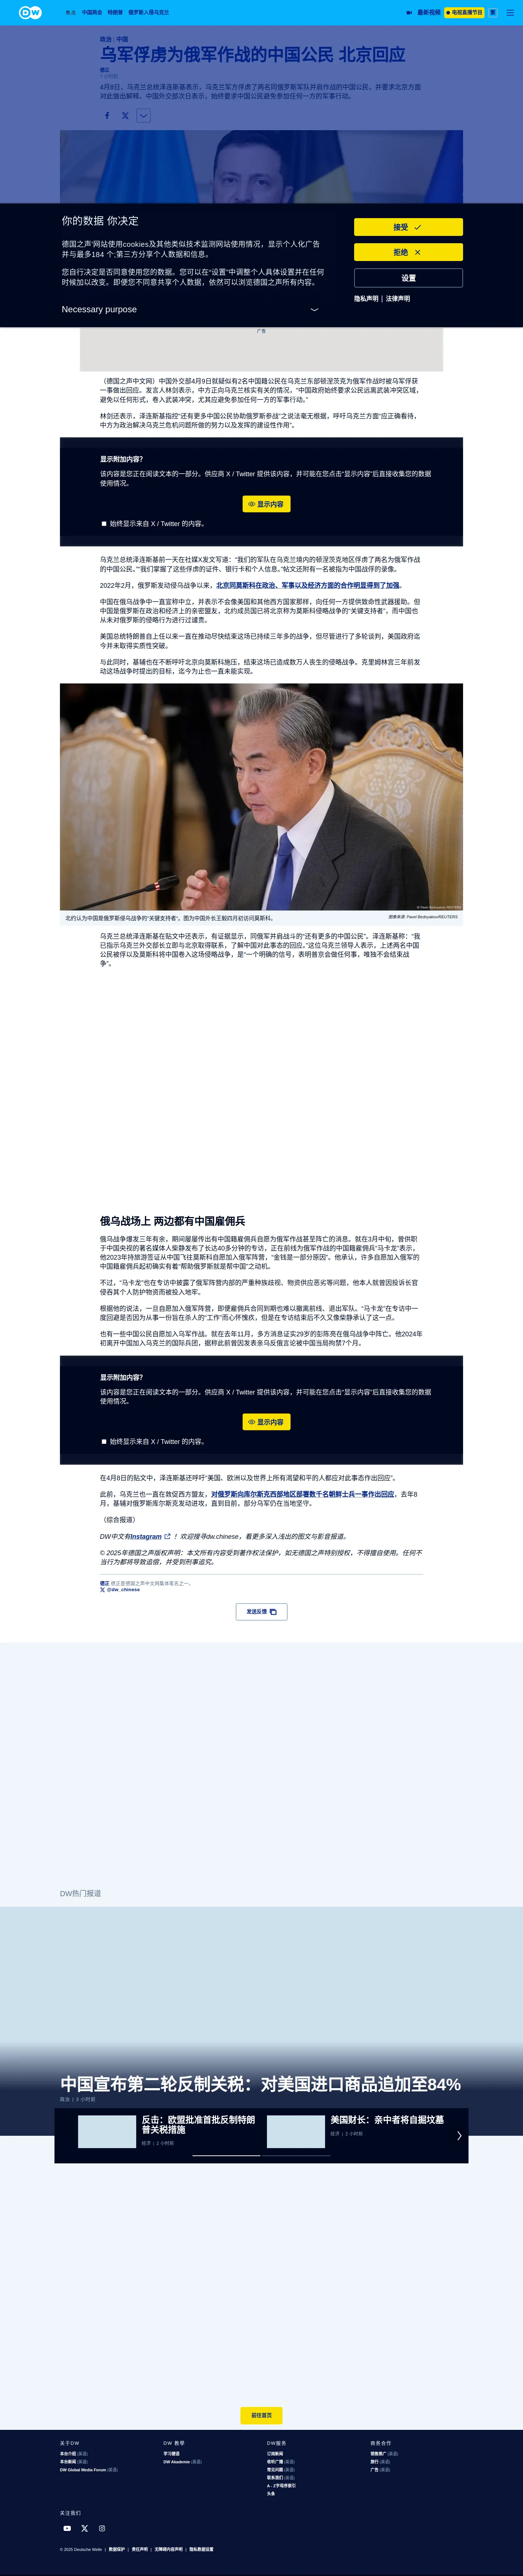 DW
焦点 中国两会 特朗普 俄罗斯入侵乌克兰
最新视频 电视直播节目 繁
政治 | 中国
乌军俘虏为俄军作战的中国公民 北京回应
德正
7 小时前
4月8日，乌克兰总统泽连斯基表示，乌克兰军方俘虏了两名同俄罗斯军队并肩作战的中国公民，并要求北京方面
对此做出解释。中国外交部次日表示，始终要求中国公民避免参加任何一方的军事行动。
你的数据 你决定
德国之声网站使用cookies及其他类似技术监测网站使用情况，显示个人化广告
并与最多184 个;第三方分享个人数据和信息。
您自行决定是否同意使用您的数据。您可以在“设置”中调整个人具体设置并在任何
时候加以改变。即使您不同意共享个人数据，依然可以浏览德国之声所有内容。
Necessary purpose
接受
拒绝
设置
隐私声明 | 法律声明
广告
（德国之声中文网）中国外交部4月9日就疑似有2名中国籍公民在乌克兰东部顿涅茨克为俄军作战时被乌军俘获
一事做出回应。发言人林剑表示，中方正向乌克兰核实有关的情况，“中国政府始终要求公民远离武装冲突区域，
避免以任何形式，卷入武装冲突，尤其应避免参加任何一方的军事行动。”
林剑还表示，泽连斯基指控“还有更多中国公民协助俄罗斯参战”之说法毫无根据，呼吁乌克兰方面“应正确看待，
中方为政治解决乌克兰危机问题所做的努力以及发挥的建设性作用”。
显示附加内容？
该内容是您正在阅读文本的一部分。供应商 X / Twitter 提供该内容，并可能在您点击“显示内容”后直接收集您的数据
使用情况。
显示内容
始终显示来自 X / Twitter 的内容。
乌克兰总统泽连斯基前一天在社媒X发文写道：“我们的军队在乌克兰境内的顿涅茨克地区俘虏了两名为俄军作战
的中国公民。”“我们掌握了这些俘虏的证件、银行卡和个人信息。”帖文还附有一名被指为中国战俘的录像。
2022年2月，俄罗斯发动侵乌战争以来，北京同莫斯科在政治、军事以及经济方面的合作明显得到了加强。
中国在俄乌战争中一直宣称中立，并表示不会像美国和其他西方国家那样，向任何一方提供致命性武器援助。但
中国是俄罗斯在政治和经济上的亲密盟友，北约成员国已将北京称为莫斯科侵略战争的“关键支持者”，而中国也
从未对俄罗斯的侵略行为进行过谴责。
美国总统特朗普自上任以来一直在推动尽快结束这场已持续三年多的战争，但尽管进行了多轮谈判，美国政府迄
今并未取得实质性突破。
与此同时，基辅也在不断呼吁北京向莫斯科施压，结束这场已造成数万人丧生的侵略战争。克里姆林宫三年前发
动这场战争时提出的目标，迄今为止也一直未能实现。
© Pavel Bednyakov/REUTERS
北约认为中国是俄罗斯侵乌战争的“关键支持者”。图为中国外长王毅四月初访问莫斯科。
图像来源: Pavel Bednyakov/REUTERS
乌克兰总统泽连斯基在贴文中还表示，有证据显示，同俄军并肩战斗的“还有更多的中国公民”。泽连斯基称：“我
已指示乌克兰外交部长立即与北京取得联系，了解中国对此事态的回应。”这位乌克兰领导人表示，上述两名中国
公民被俘以及莫斯科将中国卷入这场侵略战争，是“一个明确的信号，表明普京会做任何事，唯独不会结束战
争”。
俄乌战场上 两边都有中国雇佣兵
俄乌战争爆发三年有余，期间屡屡传出有中国籍雇佣兵自愿为俄军作战甚至阵亡的消息。就在3月中旬，曾供职
于中国央视的著名媒体人柴静发布了长达40多分钟的专访，正在前线为俄军作战的中国籍雇佣兵“马卡龙”表示，
他2023年持旅游签证从中国飞往莫斯科自愿加入俄军阵营，“金钱是一部分原因”。他承认，许多自愿加入俄军的
中国籍雇佣兵起初确实有着“帮助俄罗斯就是帮中国”之动机。
不过，“马卡龙”也在专访中披露了俄军阵营内部的严重种族歧视、物资供应恶劣等问题，他本人就曾因投诉长官
侵吞其个人防护物资而被投入地牢。
根据他的说法，一旦自愿加入俄军阵营，即便雇佣兵合同到期也难以撤离前线、退出军队。“马卡龙”在专访中一
度回避是否因为从事一份旨在杀人的“工作”而心怀愧疚，但是在专访结束后不久又像柴静承认了这一点。
也有一些中国公民自愿加入乌军作战。就在去年11月，多方消息证实29岁的彭陈亮在俄乌战争中阵亡。他2024年
初离开中国加入乌克兰的国际兵团，据称此前曾因发表亲乌反俄言论被中国当局拘禁7个月。
显示附加内容？
该内容是您正在阅读文本的一部分。供应商 X / Twitter 提供该内容，并可能在您点击“显示内容”后直接收集您的数据
使用情况。
显示内容
始终显示来自 X / Twitter 的内容。
在4月8日的贴文中，泽连斯基还呼吁“美国、欧洲以及世界上所有渴望和平的人都应对此事态作出回应”。
此前，乌克兰也一直在敦促西方盟友，对俄罗斯向库尔斯克西部地区部署数千名朝鲜士兵一事作出回应，去年8
月，基辅对俄罗斯库尔斯克发动进攻，直到目前，部分乌军仍在当地坚守。
（综合报道）
DW中文有Instagram ！欢迎搜寻dw.chinese，看更多深入浅出的图文与影音报道。
© 2025年德国之声版权声明：本文所有内容受到著作权法保护，如无德国之声特别授权，不得擅自使用。任何不
当行为都将导致追偿，并受到刑事追究。
德正 德正是德国之声中文网集体笔名之一。
@dw_chinese
发送反馈
DW热门报道
中国宣布第二轮反制关税：对美国进口商品追加至84%
政治 | 3 小时前
反击：欧盟批准首批反制特朗
普关税措施
经济 | 2 小时前
美国财长：亲中者将自掘坟墓
经济 | 2 小时前
前往首页
关于DW
本台介绍 (英语)
本台新闻 (英语)
DW Global Media Forum (英语)
DW 教學
学习德语
DW Akademie (英语)
DW服务
订阅新闻
收听广播 (英语)
常见问题 (英语)
联系我们 (英语)
A - Z字母序索引
头条
商务合作
销售推广 (英语)
旅行 (英语)
广告 (英语)
关注我们
© 2025 Deutsche Welle | 数据保护 | 责任声明 | 无障碍内容声明 | 隐私数据设置